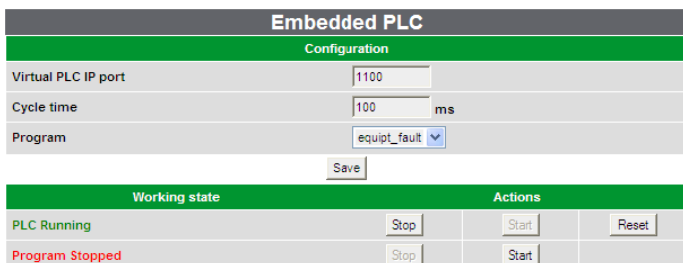 Embedded PLC
Configuration
Virtual PLC IP port 1100
Cycle time 100 ms
Program equipt_fault
Save
Working state Actions
PLC Running Stop Start Reset
Program Stopped Stop Start